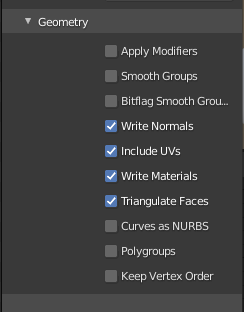 Geometry
Apply Modifiers
Smooth Groups
Bitflag Smooth Grou...
Write Normals
Include UVs
Write Materials
Triangulate Faces
Curves as NURBS
Polygroups
Keep Vertex Order